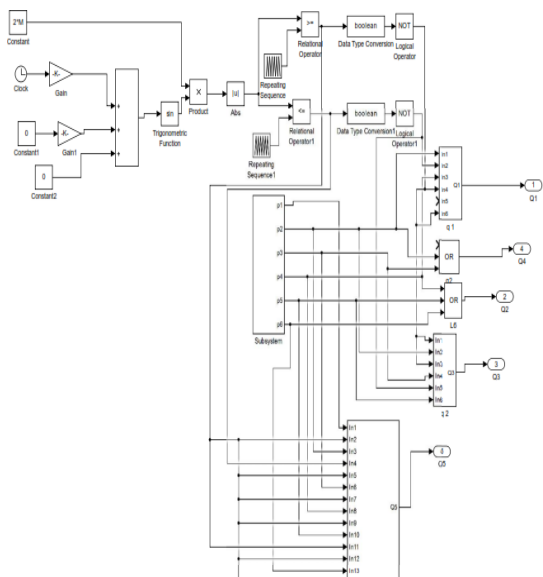 2*M
Constant
Clock
-K-
Gain
0
Constant1
-K-
Gain1
0
Constant2
+
+
+
sin
Trigonometric
Function
×
Product
|u|
Abs
Repeating
Sequence
>=
Relational
Operator
boolean
Data Type Conversion
NOT
Logical
Operator
Repeating
Sequence1
<=
Relational
Operator1
boolean
Data Type Conversion1
NOT
Logical
Operator1
p1
p2
p3
p4
p5
p6
Subsystem
In1
In2
In3
In4
In5
In6
Q1
q 1
1
Q1
OR
4
Q4
OR
L6
2
Q2
In1
In2
In3
In4
In5
In6
Q3
q 2
3
Q3
In1
In2
In3
In4
In5
In6
In7
In8
In9
In10
In11
In12
In13
Q5